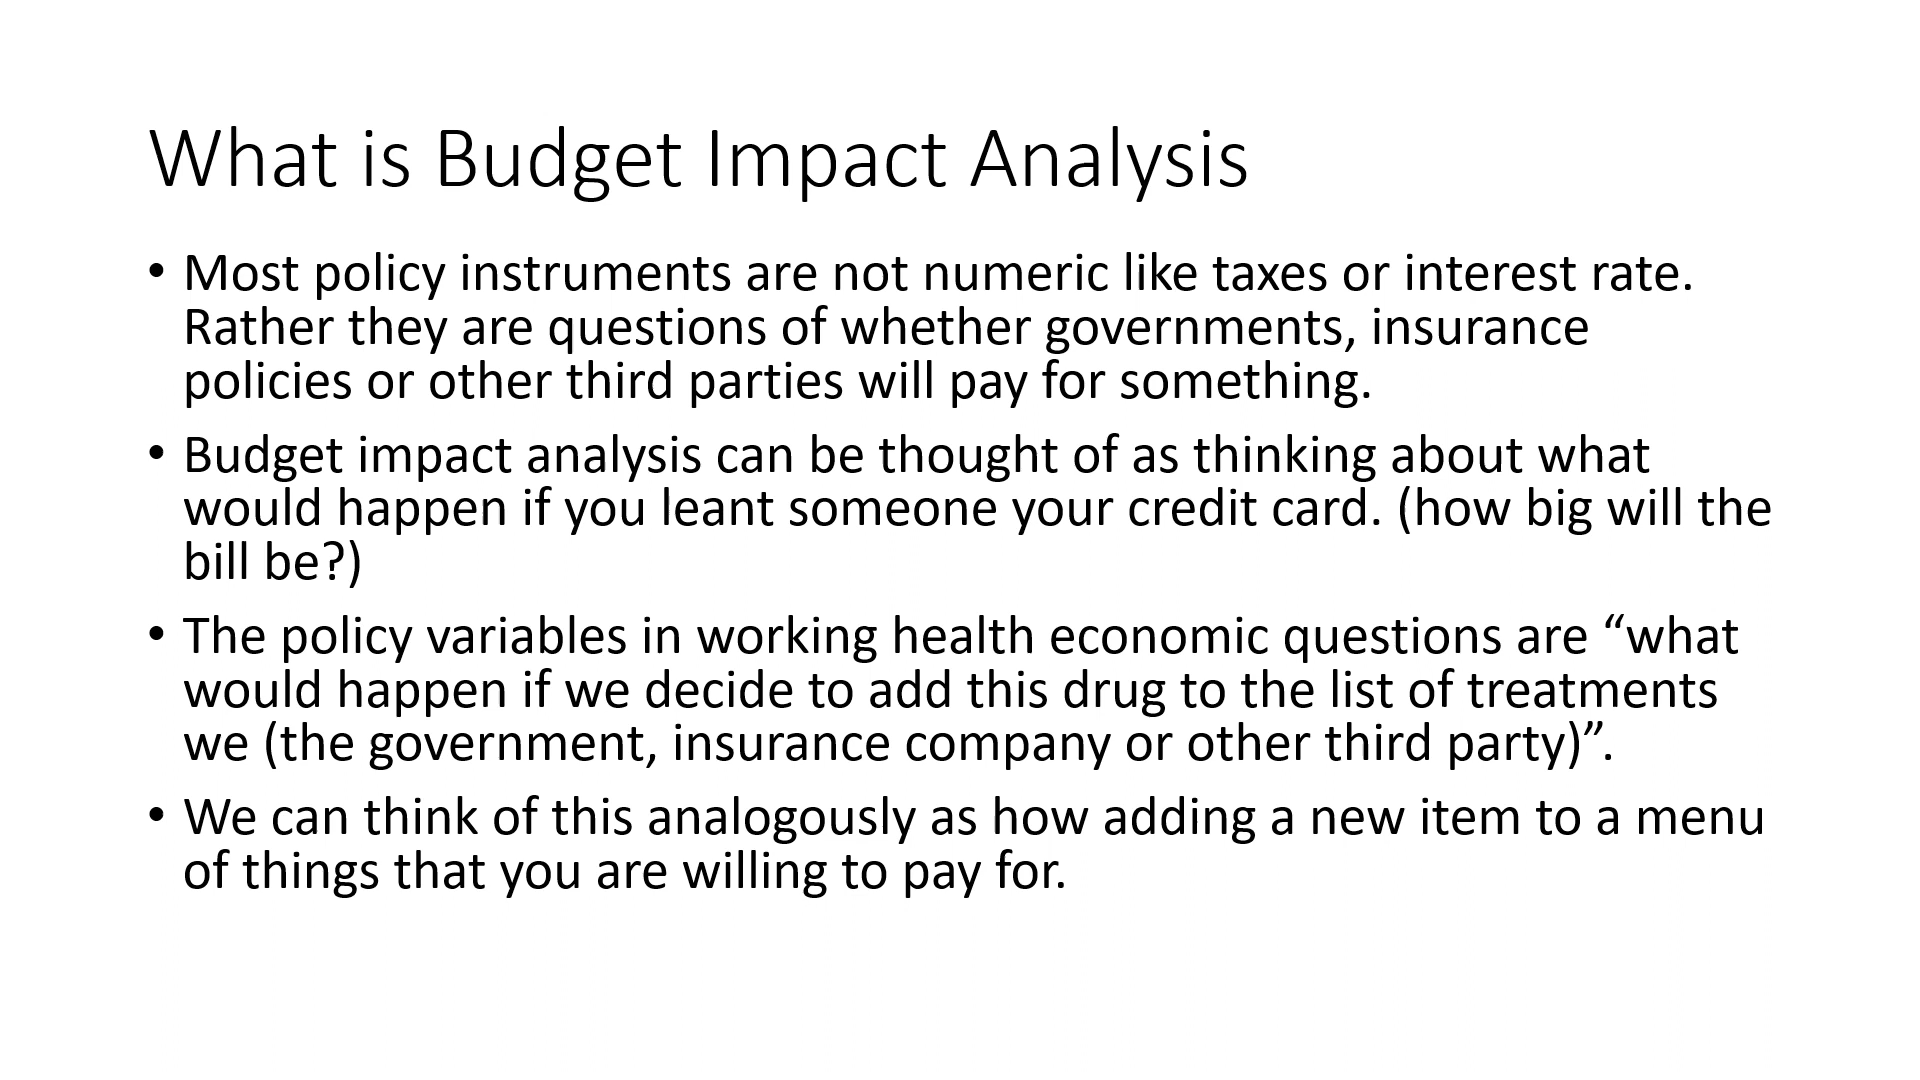 What is Budget Impact Analysis
• Most policy instruments are not numeric like taxes or interest rate.
Rather they are questions of whether governments, insurance
policies or other third parties will pay for something.
• Budget impact analysis can be thought of as thinking about what
would happen if you leant someone your credit card. (how big will the
bill be?)
• The policy variables in working health economic questions are “what
would happen if we decide to add this drug to the list of treatments
we (the government, insurance company or other third party)”.
• We can think of this analogously as how adding a new item to a menu
of things that you are willing to pay for.